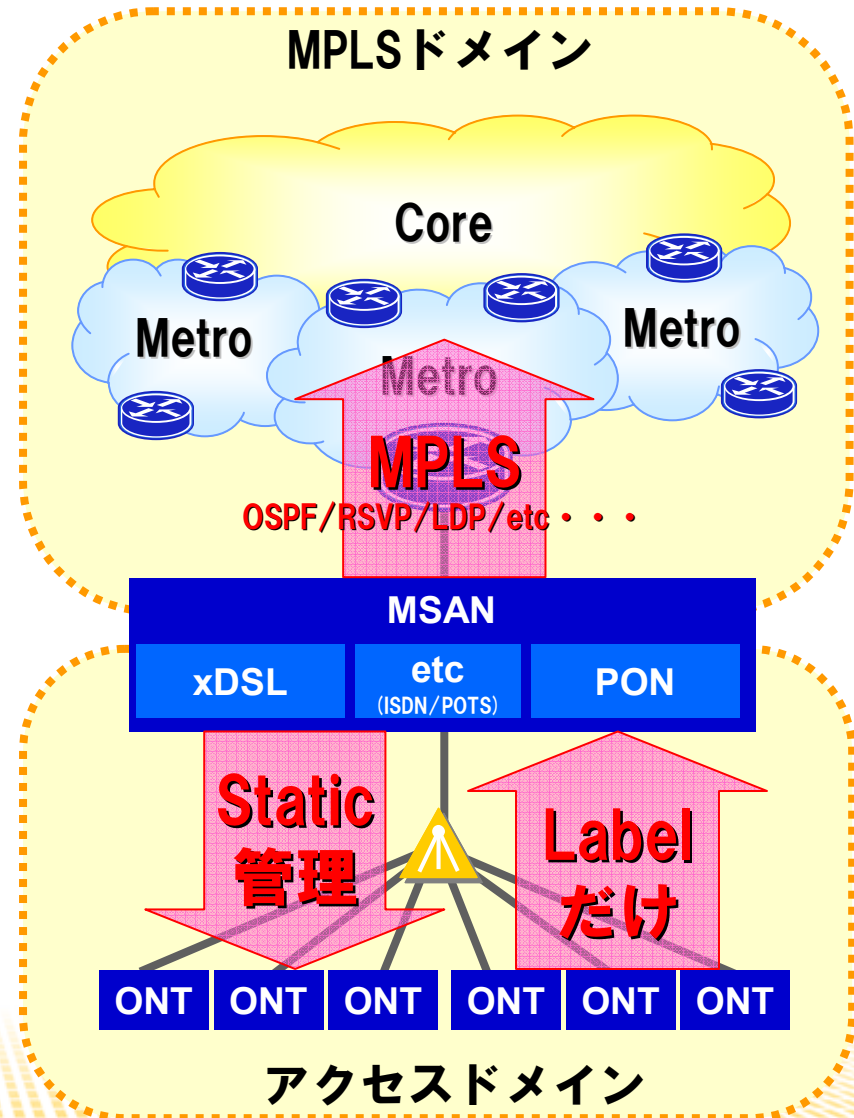 MPLSドメイン
Core
Metro
Metro
Metro
MPLS
OSPF/RSVP/LDP/etc・・・
MSAN
xDSL
etc
(ISDN/POTS)
PON
Static
管理
Label
だけ
ONT ONT ONT ONT ONT ONT
アクセスドメイン